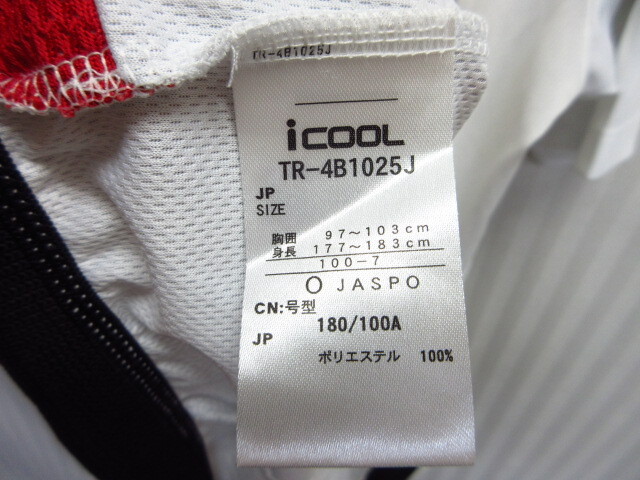 TR-4B1025J
iCOOL
TR-4B1025J
JP
SIZE
胸囲 97～103cm
身長 177～183cm
100-7
O JASPO
CN:号型
JP 180/100A
ポリエステル 100%